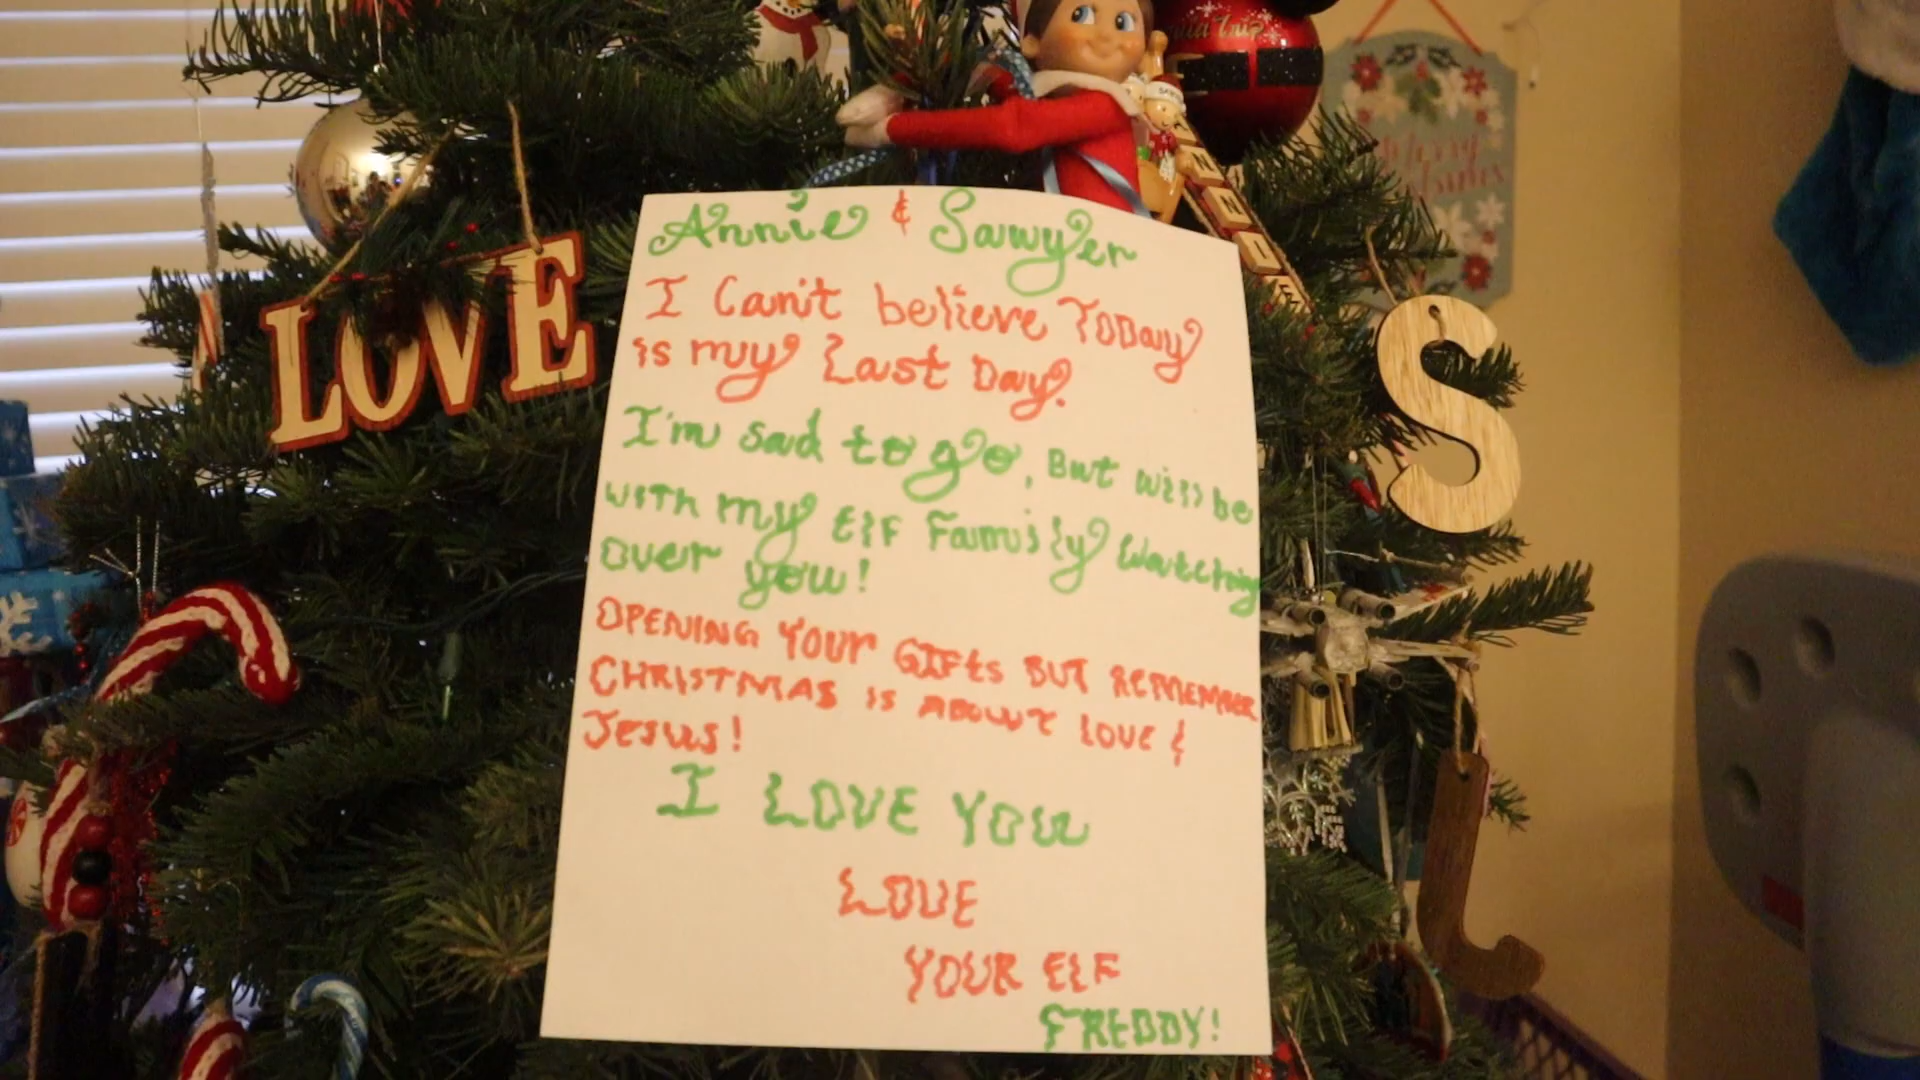 Annie & Sawyer
I Can't believe TODay
is my Last Day.
I'm sad to go, But will be
with my Elf Family Watching
over you!
OPENING YOUR GIFts BUT REMEMBER
CHRISTMAS is ABOUT LOVE &
Jesus!
I LOVE YOU
LOVE
YOUR ELF
FREDDY!
LOVE
S
Merry